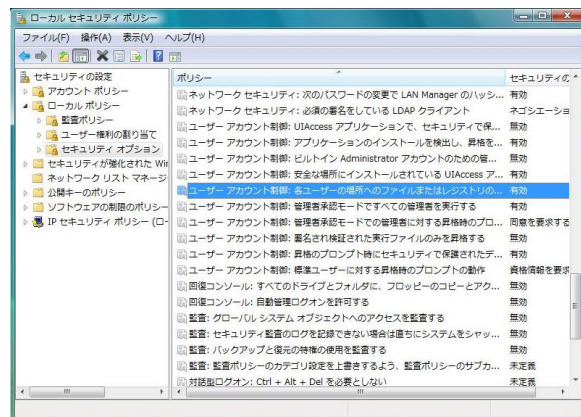 ローカル セキュリティ ポリシー
ファイル(F) 操作(A) 表示(V) ヘルプ(H)
セキュリティの設定
アカウント ポリシー
ローカル ポリシー
監査ポリシー
ユーザー権利の割り当て
セキュリティ オプション
セキュリティが強化された Wir
ネットワーク リスト マネージ
公開キーのポリシー
ソフトウェアの制限のポリシー
IP セキュリティ ポリシー (ロー
ポリシー セキュリティの
ネットワーク セキュリティ: 次のパスワードの変更で LAN Manager のハッシ... 有効
ネットワーク セキュリティ: 必須の署名をしている LDAP クライアント ネゴシエーシ
ユーザー アカウント制御: UIAccess アプリケーションで、セキュリティで保... 無効
ユーザー アカウント制御: アプリケーションのインストールを検出し、昇格を... 有効
ユーザー アカウント制御: ビルトイン Administrator アカウントのための管... 無効
ユーザー アカウント制御: 安全な場所にインストールされている UIAccess ア... 有効
ユーザー アカウント制御: 各ユーザーの場所へのファイルまたはレジストリの... 有効
ユーザー アカウント制御: 管理者承認モードですべての管理者を実行する 有効
ユーザー アカウント制御: 管理者承認モードでの管理者に対する昇格時のプロ... 同意を要求する
ユーザー アカウント制御: 署名され検証された実行ファイルのみを昇格する 無効
ユーザー アカウント制御: 昇格のプロンプト時にセキュリティで保護されたデ... 有効
ユーザー アカウント制御: 標準ユーザーに対する昇格時のプロンプトの動作 資格情報を要求
回復コンソール: すべてのドライブとフォルダに、フロッピーのコピーとアク... 無効
回復コンソール: 自動管理ログオンを許可する 無効
監査: グローバル システム オブジェクトへのアクセスを監査する 無効
監査: セキュリティ監査のログを記録できない場合は直ちにシステムをシャッ... 無効
監査: バックアップと復元の特権の使用を監査する 無効
監査: 監査ポリシーのカテゴリ設定を上書きするよう、監査ポリシーのサブカ... 未定義
対話型ログオン: Ctrl + Alt + Del を必要としない 未定義